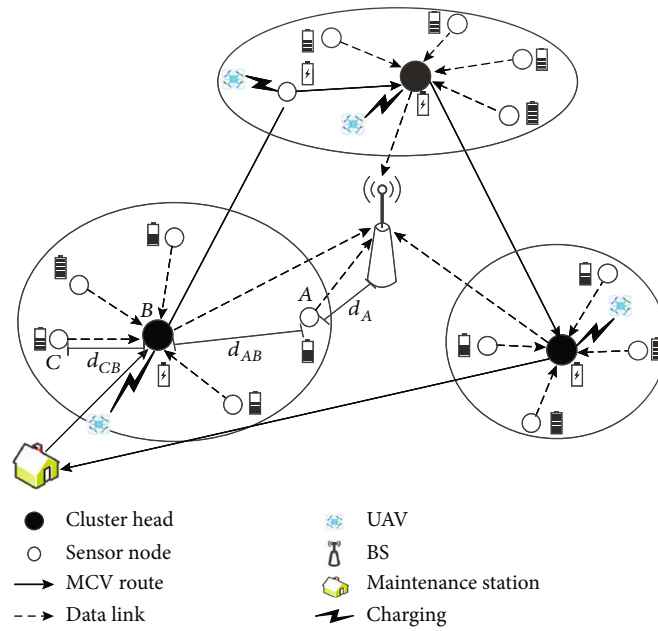 A
d_A
B
d_AB
C
d_CB
Cluster head
UAV
Sensor node
BS
MCV route
Maintenance station
Data link
Charging